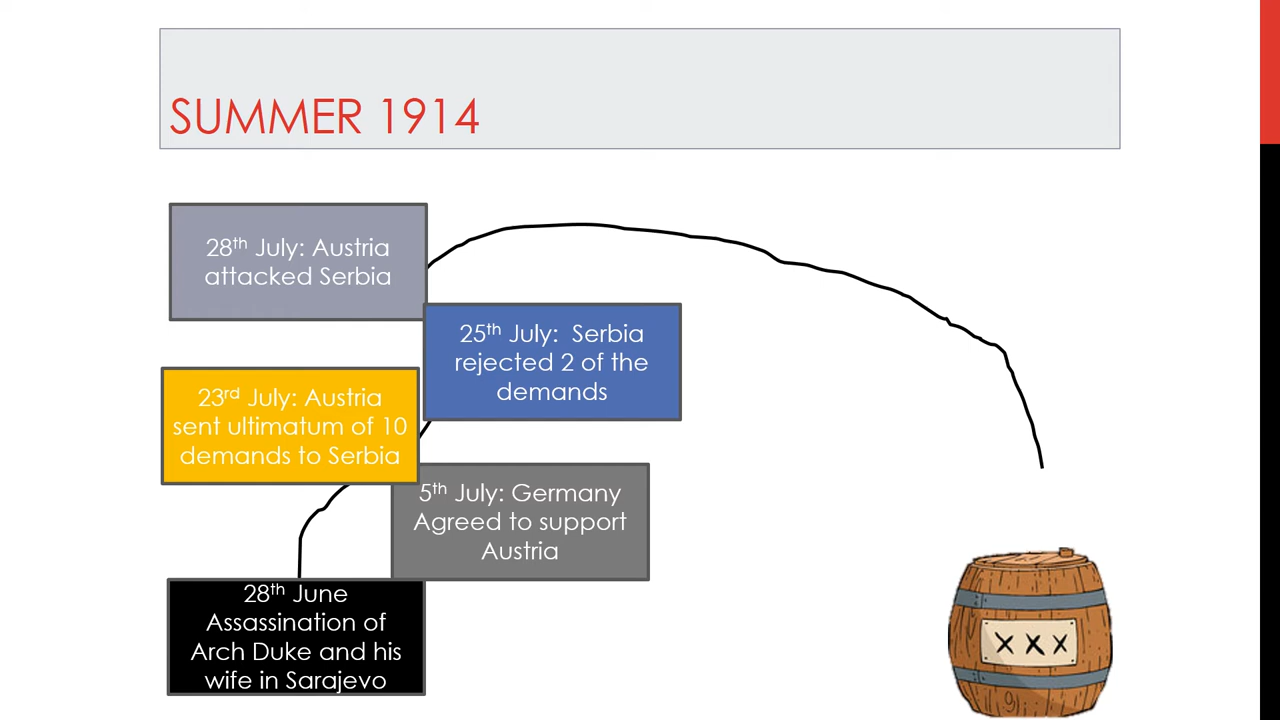 SUMMER 1914
28th July: Austria
attacked Serbia
25th July:  Serbia
rejected 2 of the
demands
23rd July: Austria
sent ultimatum of 10
demands to Serbia
5th July: Germany
Agreed to support
Austria
28th June
Assassination of
Arch Duke and his
wife in Sarajevo
XXX